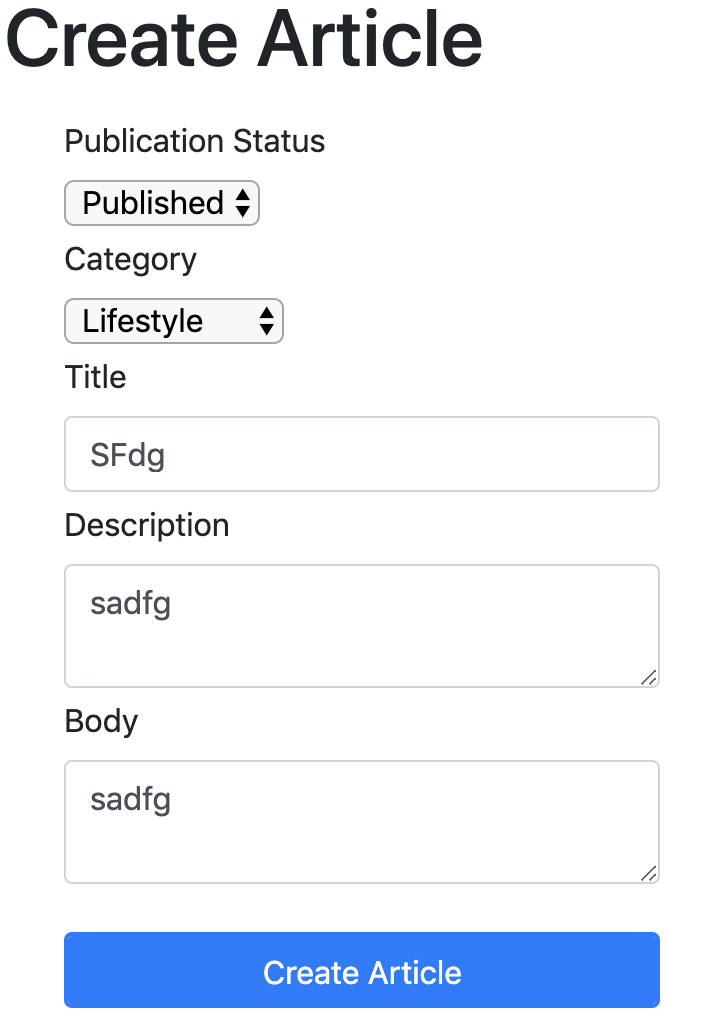 Create Article
Publication Status
Published
Category
Lifestyle
Title
SFdg
Description
sadfg
Body
sadfg
Create Article